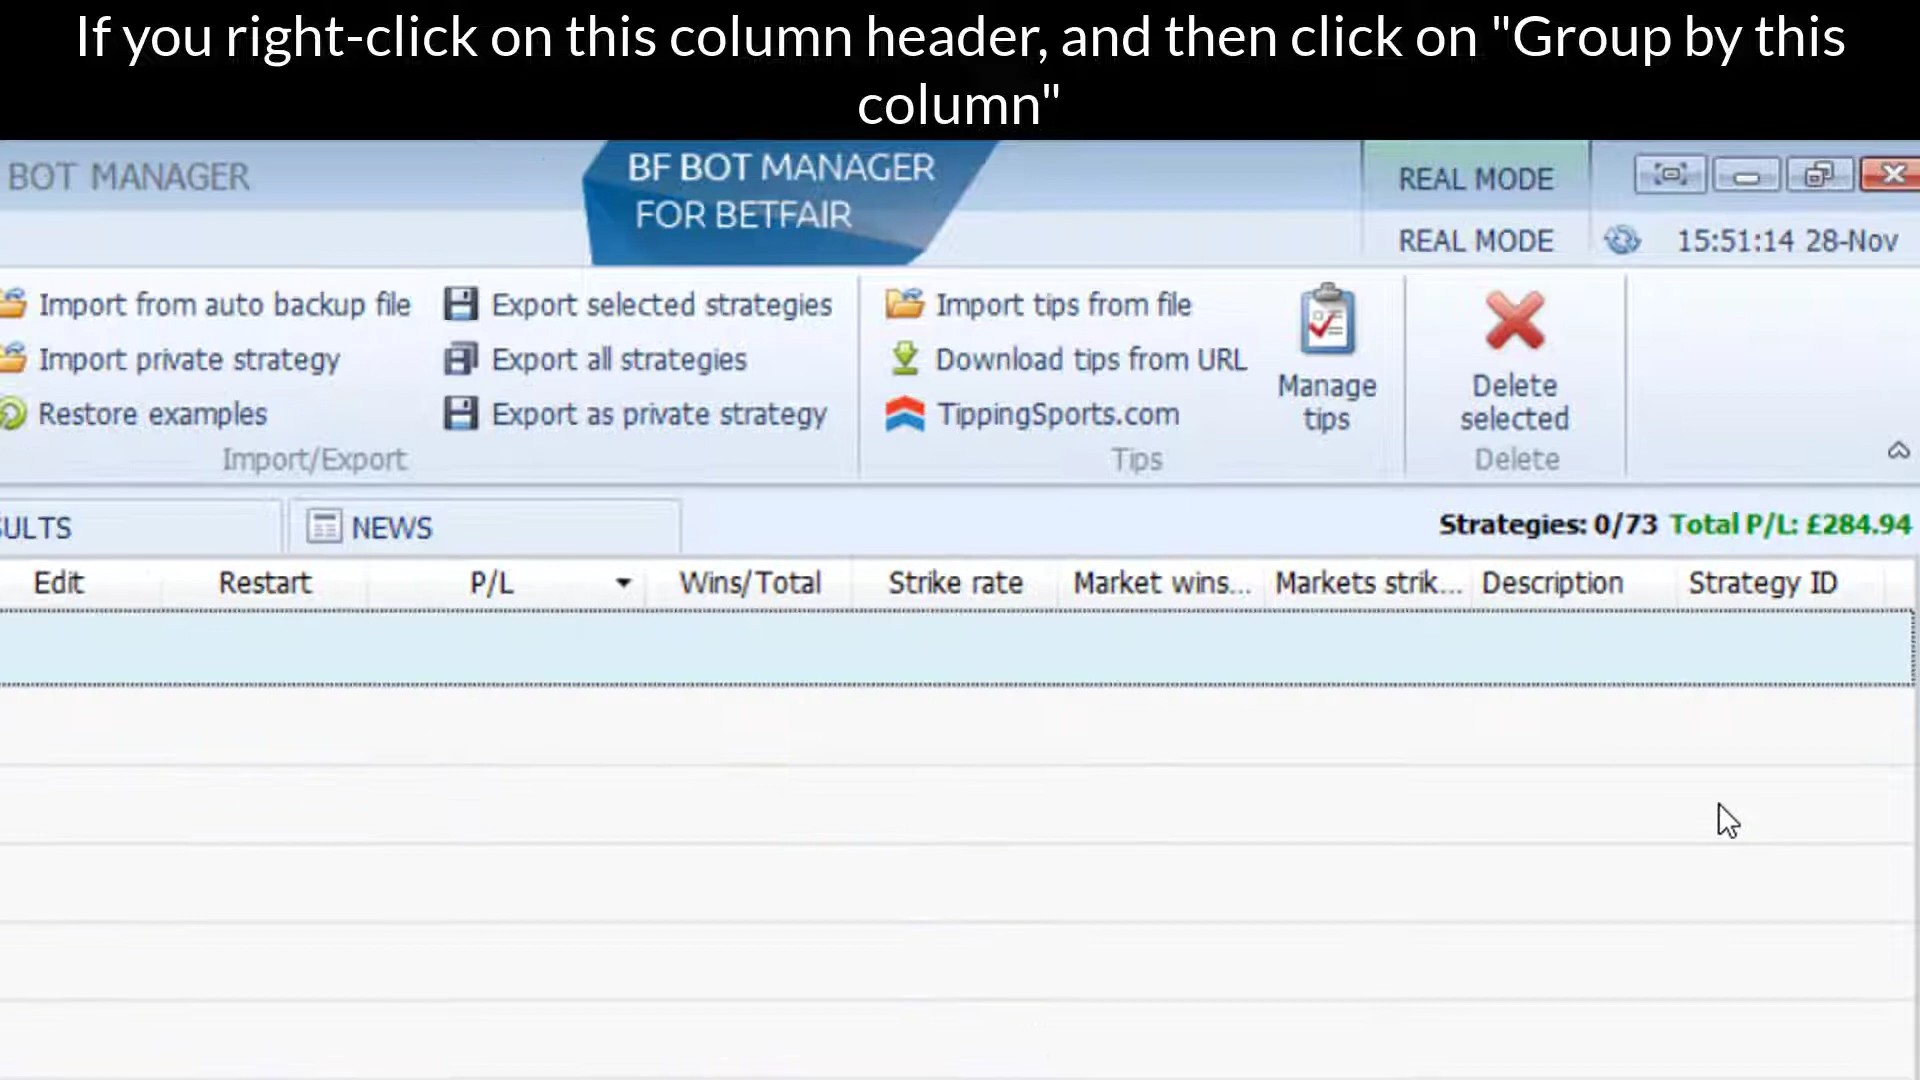 If you right-click on this column header, and then click on "Group by this
column"
BOT MANAGER
BF BOT MANAGER
FOR BETFAIR
REAL MODE
REAL MODE
15:51:14 28-Nov
Import from auto backup file
Export selected strategies
Import tips from file
Import private strategy
Export all strategies
Download tips from URL
Manage
tips
Delete
selected
Restore examples
Export as private strategy
TippingSports.com
Import/Export
Tips
Delete
SULTS
NEWS
Strategies: 0/73 Total P/L: £284.94
Edit
Restart
P/L
Wins/Total
Strike rate
Market wins...
Markets strik...
Description
Strategy ID